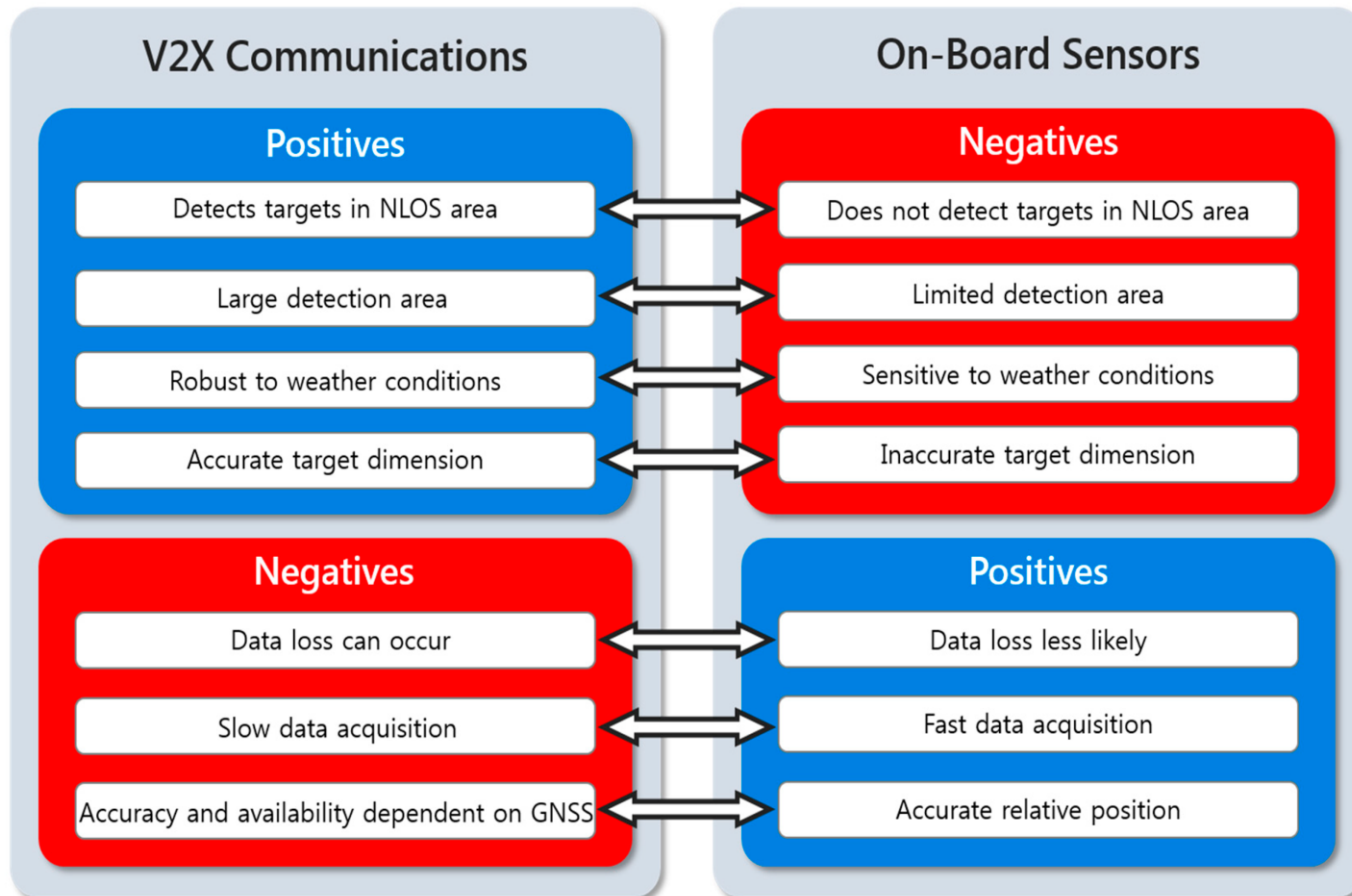 V2X Communications
Positives
Detects targets in NLOS area
Large detection area
Robust to weather conditions
Accurate target dimension
Negatives
Data loss can occur
Slow data acquisition
Accuracy and availability dependent on GNSS
On-Board Sensors
Negatives
Does not detect targets in NLOS area
Limited detection area
Sensitive to weather conditions
Inaccurate target dimension
Positives
Data loss less likely
Fast data acquisition
Accurate relative position